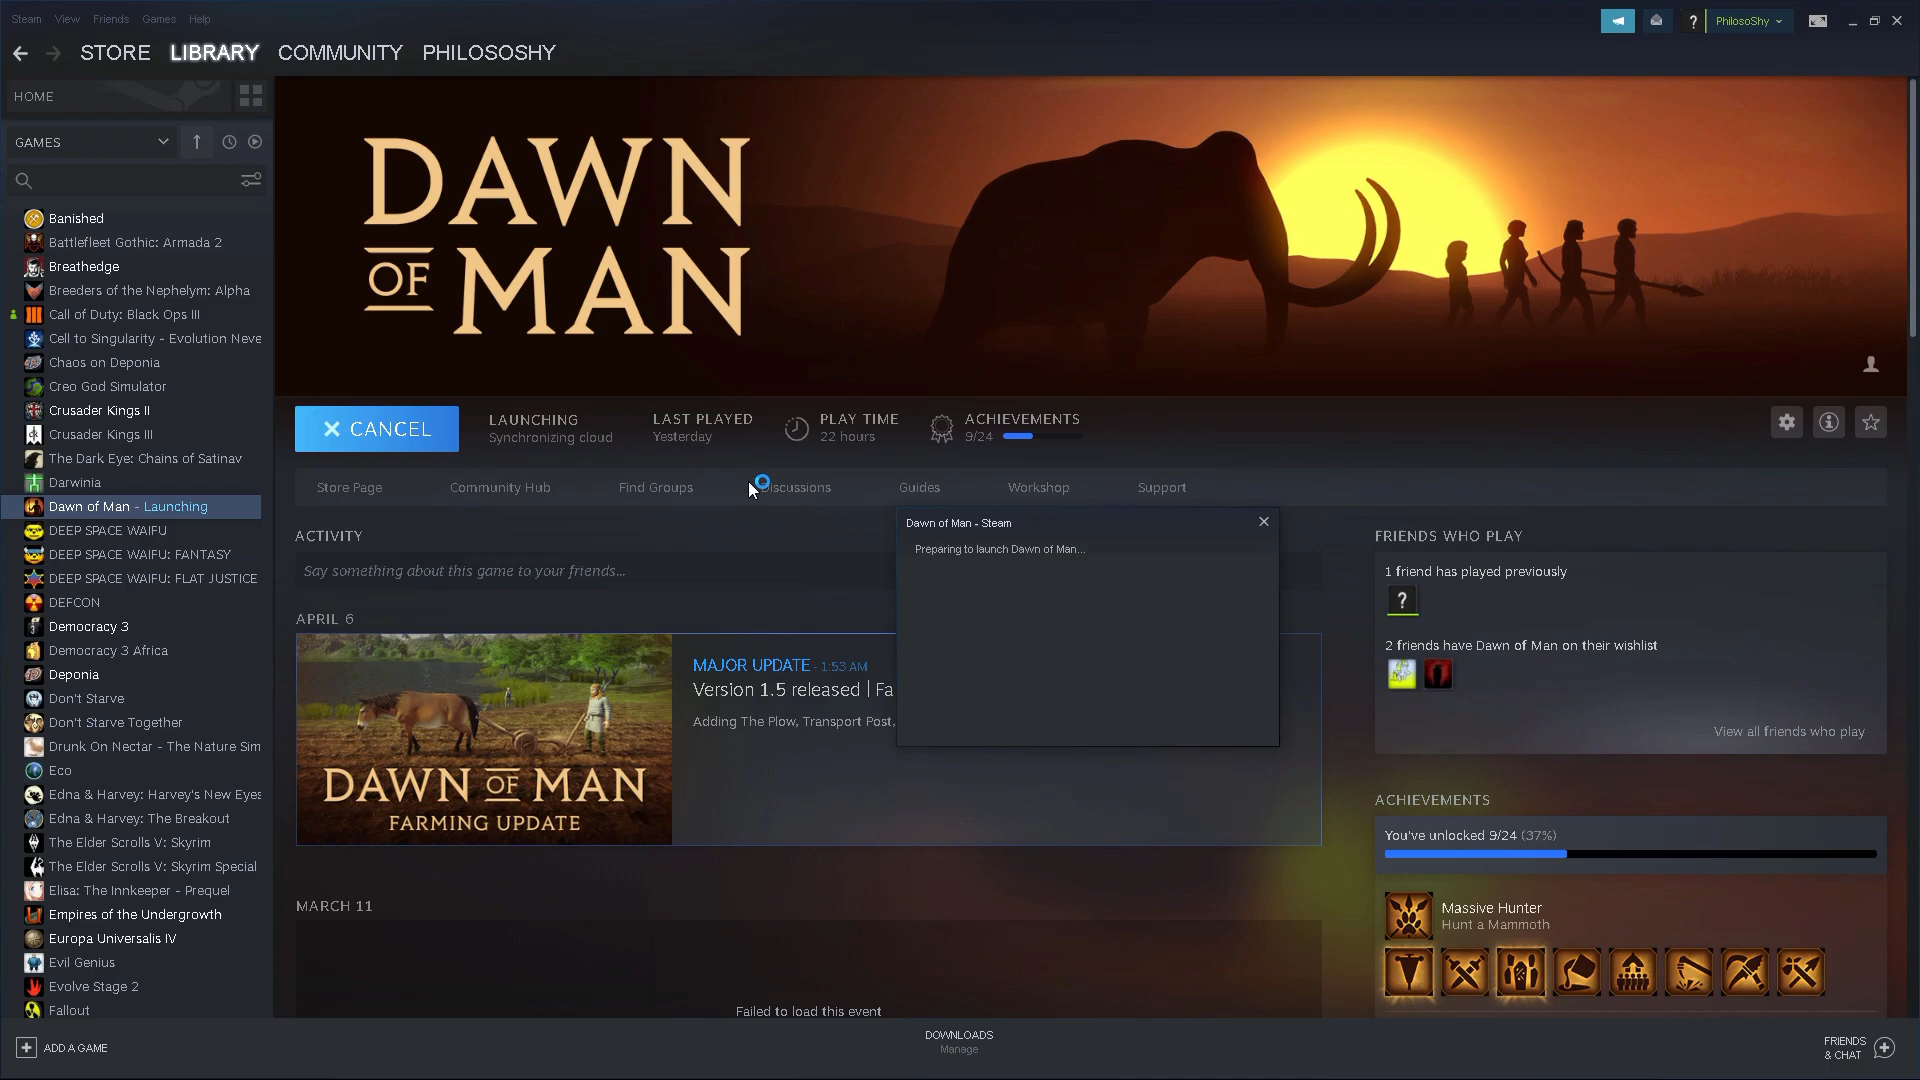 Steam View Friends Games Help
? PhilosoShy
STORE LIBRARY COMMUNITY PHILOSOSHY
HOME
GAMES
Banished
Battlefleet Gothic: Armada 2
Breathedge
Breeders of the Nephelym: Alpha
Call of Duty: Black Ops III
Cell to Singularity - Evolution Neve
Chaos on Deponia
Creo God Simulator
Crusader Kings II
Crusader Kings III
The Dark Eye: Chains of Satinav
Darwinia
Dawn of Man - Launching
DEEP SPACE WAIFU
DEEP SPACE WAIFU: FANTASY
DEEP SPACE WAIFU: FLAT JUSTICE
DEFCON
Democracy 3
Democracy 3 Africa
Deponia
Don't Starve
Don't Starve Together
Drunk On Nectar - The Nature Sim
Eco
Edna & Harvey: Harvey's New Eyes
Edna & Harvey: The Breakout
The Elder Scrolls V: Skyrim
The Elder Scrolls V: Skyrim Special
Elisa: The Innkeeper - Prequel
Empires of the Undergrowth
Europa Universalis IV
Evil Genius
Evolve Stage 2
Fallout
ADD A GAME
DAWN
OF MAN
CANCEL
LAUNCHING
Synchronizing cloud
LAST PLAYED
Yesterday
PLAY TIME
22 hours
ACHIEVEMENTS
9/24
Store Page Community Hub Find Groups Discussions Guides Workshop Support
ACTIVITY
Say something about this game to your friends...
APRIL 6
DAWN OF MAN
FARMING UPDATE
MAJOR UPDATE - 1:53 AM
Version 1.5 released | Fa
Adding The Plow, Transport Post,
Dawn of Man - Steam
Preparing to launch Dawn of Man...
MARCH 11
Failed to load this event
FRIENDS WHO PLAY
1 friend has played previously
?
2 friends have Dawn of Man on their wishlist
View all friends who play
ACHIEVEMENTS
You've unlocked 9/24 (37%)
Massive Hunter
Hunt a Mammoth
DOWNLOADS
Manage
FRIENDS
& CHAT